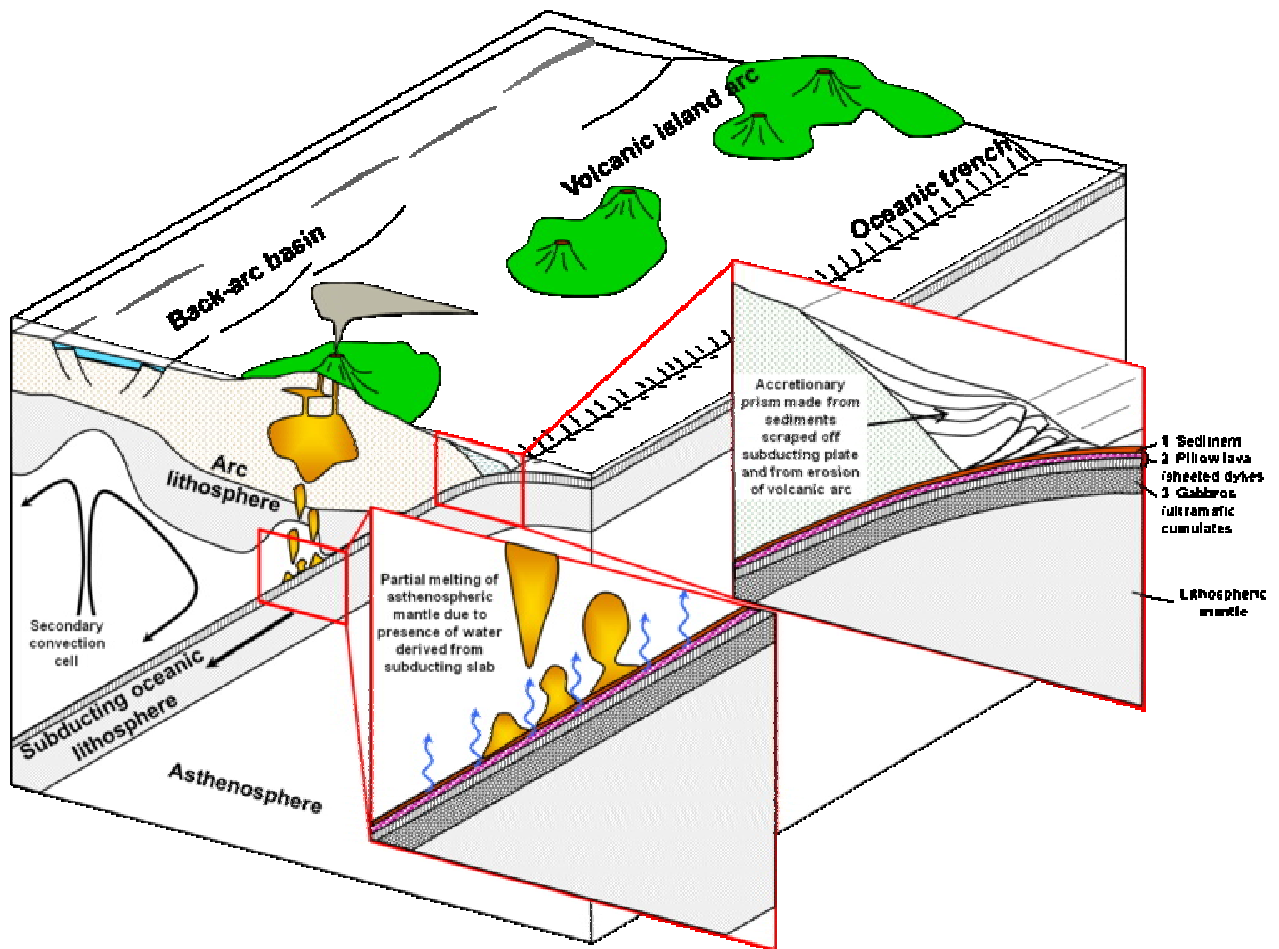 Volcanic island arc
Oceanic trench
Back-arc basin
Accretionary
prism made from
sediments
scraped off
subducting plate
and from erosion
of volcanic arc
1 Sediment
2 Pillow lava
/sheeted dykes
3 Gabbros
/ultramafic
cumulates
Lithospheric
mantle
Arc
lithosphere
Partial melting of
asthenospheric
mantle due to
presence of water
derived from
subducting slab
Secondary
convection
cell
Subducting oceanic
lithosphere
Asthenosphere